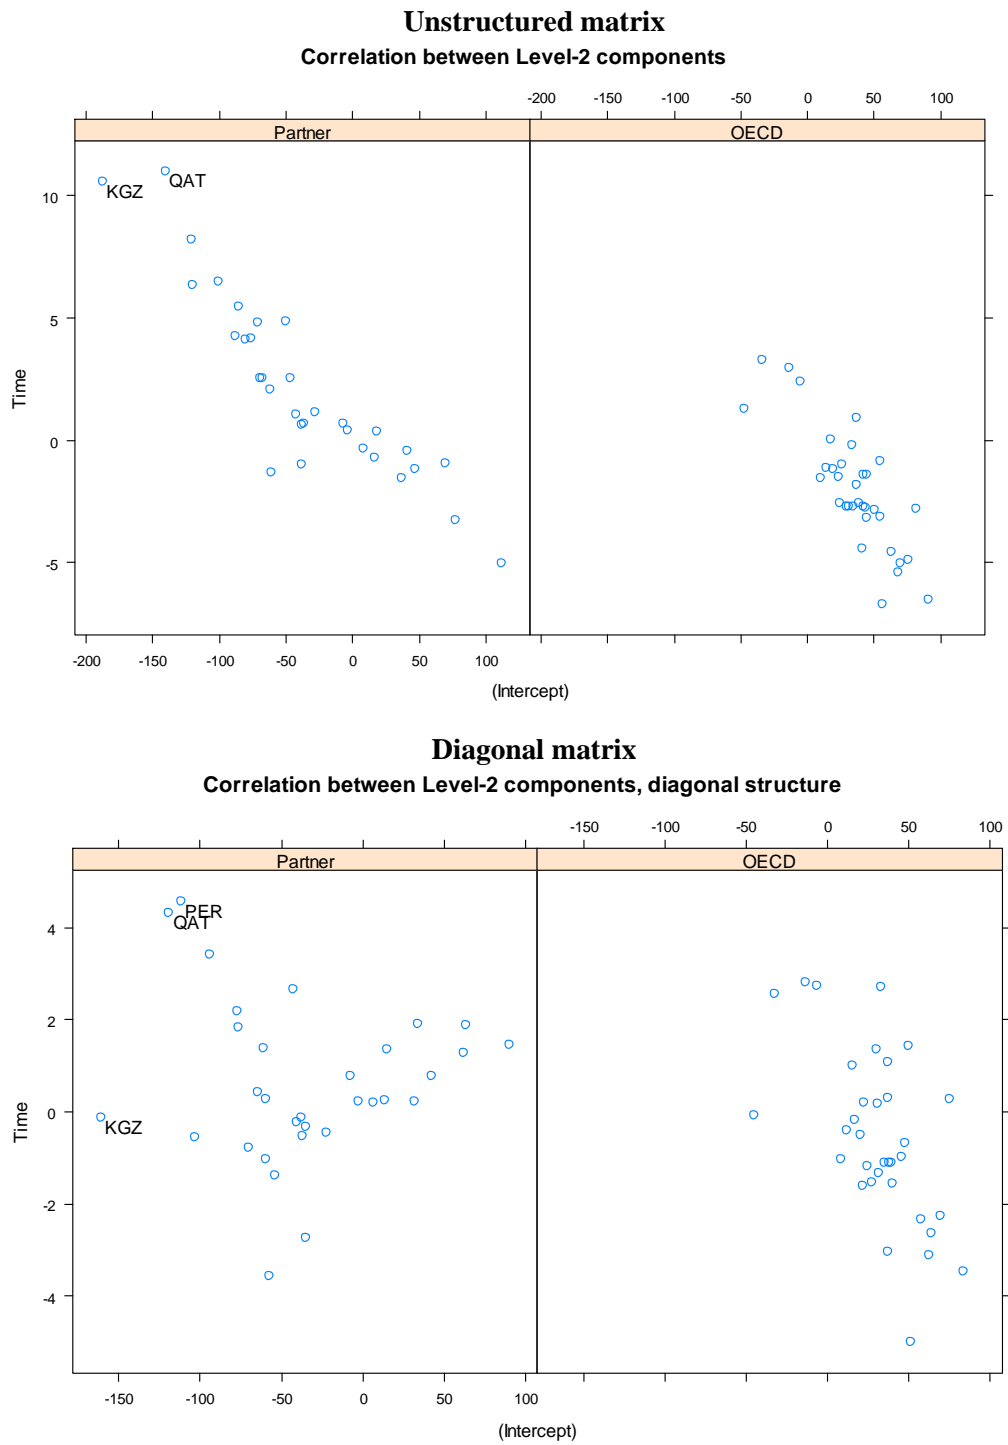 Unstructured matrix
Correlation between Level-2 components
-200 -150 -100 -50 0 50 100
Partner OECD
KGZ QAT
10
5
0
-5
Time
-200 -150 -100 -50 0 50 100
(Intercept)
Diagonal matrix
Correlation between Level-2 components, diagonal structure
-150 -100 -50 0 50 100
Partner OECD
PER
QAT
KGZ
4
2
0
-2
-4
Time
-150 -100 -50 0 50 100
(Intercept)